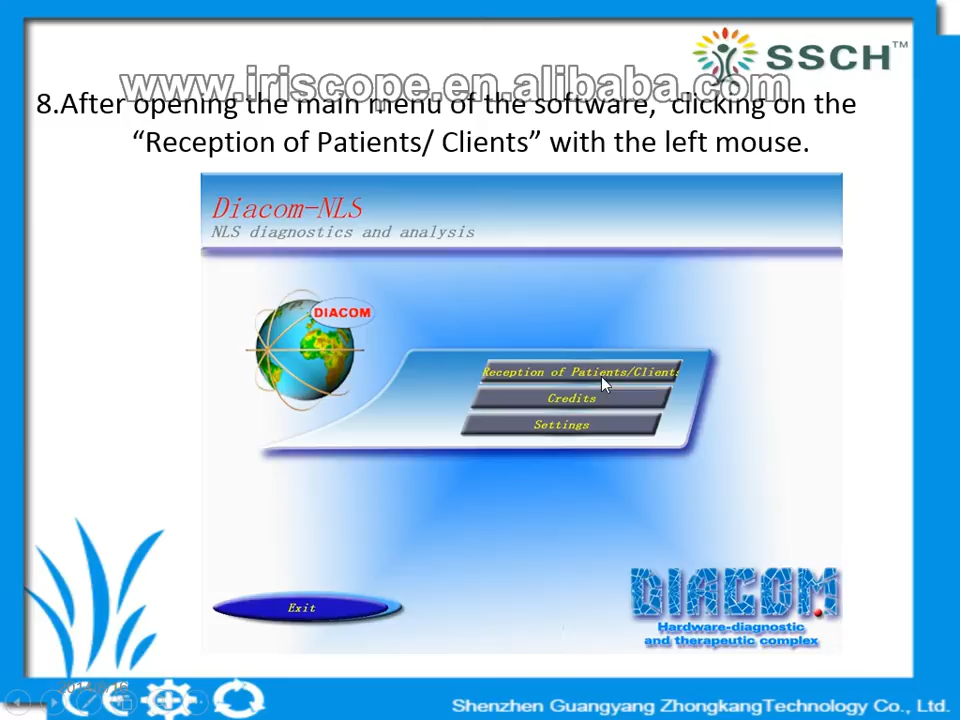 SSCH™
www.iriscope.en.alibaba.com
8.After opening the main menu of the software, clicking on the
“Reception of Patients/ Clients” with the left mouse.
Diacom-NLS
NLS diagnostics and analysis
DIACOM
Reception of Patients/Clients
Credits
Settings
Exit
DIACOM
Hardware-diagnostic
and therapeutic complex
Shenzhen Guangyang ZhongkangTechnology Co., Ltd.